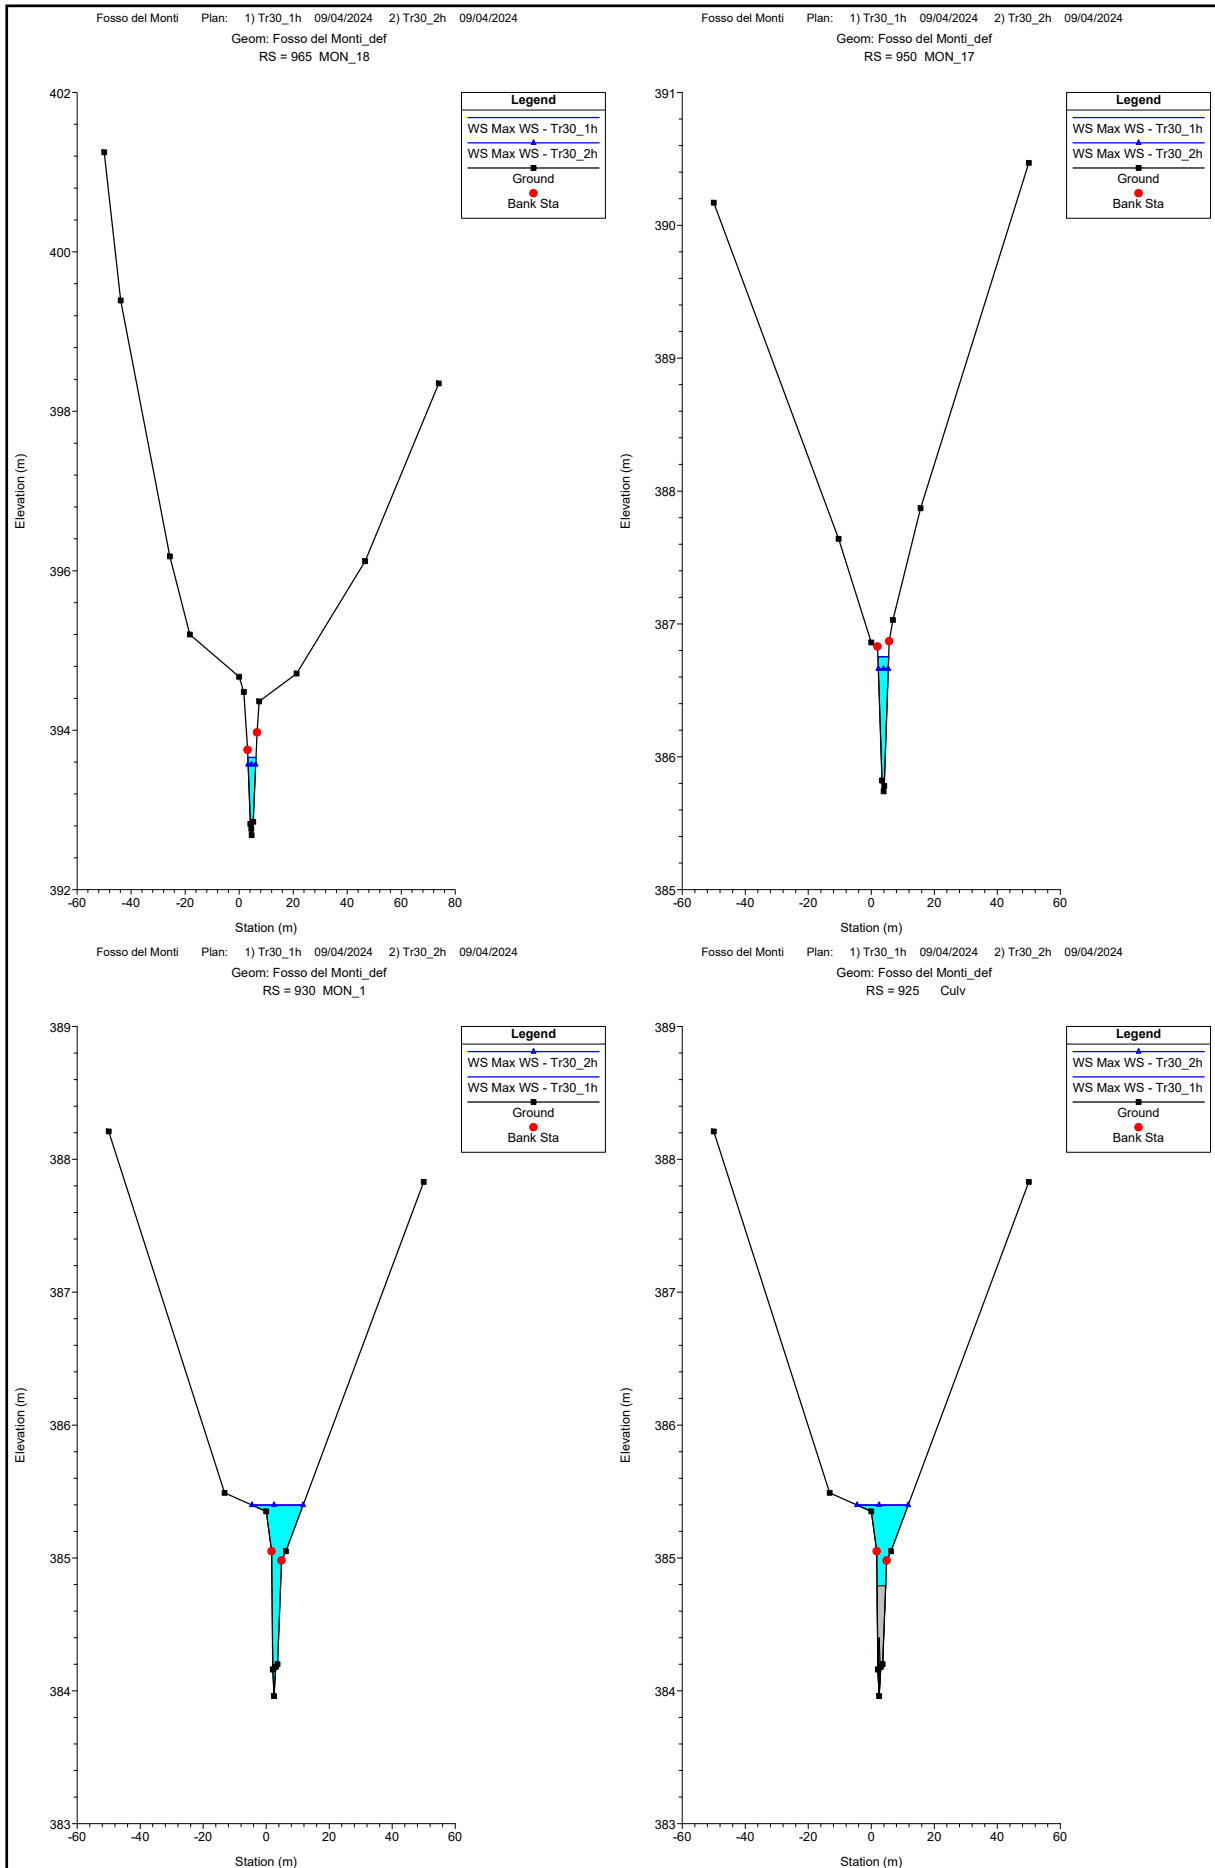 Fosso del Monti Plan: 1) Tr30_1h 09/04/2024 2) Tr30_2h 09/04/2024
Geom: Fosso del Monti_def
RS = 965 MON_18
402
400
398
396
394
392
-60 -40 -20 0 20 40 60 80
Station (m)
Elevation (m)
Legend
WS Max WS - Tr30_1h
WS Max WS - Tr30_2h
Ground
Bank Sta
Fosso del Monti Plan: 1) Tr30_1h 09/04/2024 2) Tr30_2h 09/04/2024
Geom: Fosso del Monti_def
RS = 950 MON_17
391
390
389
388
387
386
385
-60 -40 -20 0 20 40 60
Station (m)
Elevation (m)
Legend
WS Max WS - Tr30_1h
WS Max WS - Tr30_2h
Ground
Bank Sta
Fosso del Monti Plan: 1) Tr30_1h 09/04/2024 2) Tr30_2h 09/04/2024
Geom: Fosso del Monti_def
RS = 930 MON_1
389
388
387
386
385
384
383
-60 -40 -20 0 20 40 60
Station (m)
Elevation (m)
Legend
WS Max WS - Tr30_2h
WS Max WS - Tr30_1h
Ground
Bank Sta
Fosso del Monti Plan: 1) Tr30_1h 09/04/2024 2) Tr30_2h 09/04/2024
Geom: Fosso del Monti_def
RS = 925 Culv
389
388
387
386
385
384
383
-60 -40 -20 0 20 40 60
Station (m)
Elevation (m)
Legend
WS Max WS - Tr30_2h
WS Max WS - Tr30_1h
Ground
Bank Sta